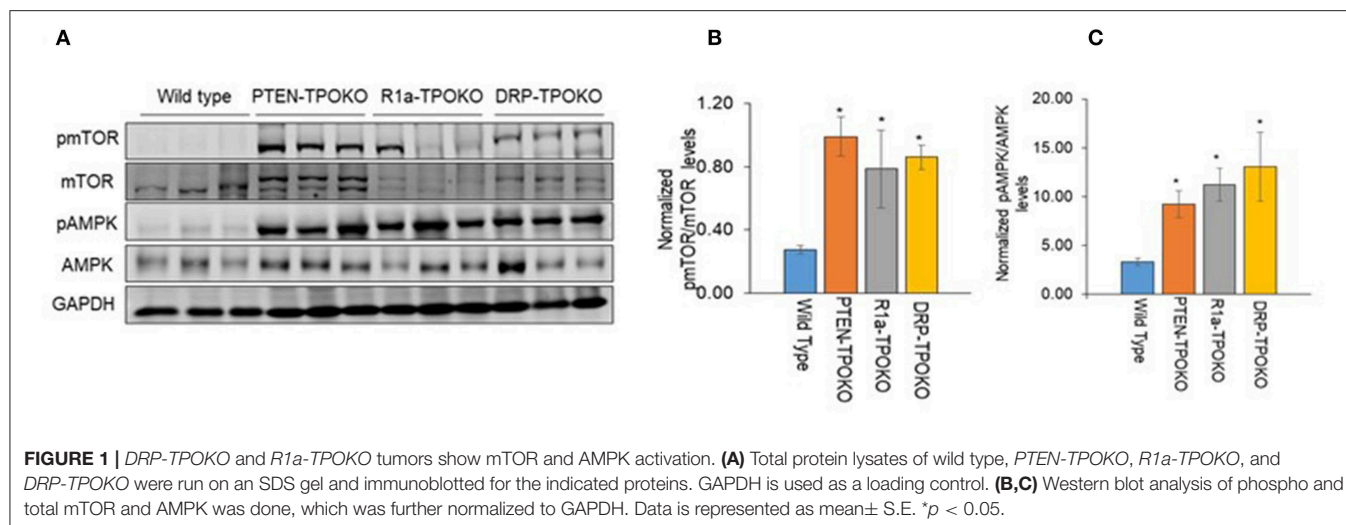 A
Wild type PTEN-TPOKO R1a-TPOKO DRP-TPOKO
pmTOR
mTOR
pAMPK
AMPK
GAPDH
B
Normalized
pmTOR/mTOR levels
1.20
0.80
0.40
0.00
*
*
*
Wild Type
PTEN-TPOKO
R1a-TPOKO
DRP-TPOKO
C
Normalized pAMPK/AMPK
levels
20.00
15.00
10.00
5.00
0.00
*
*
*
Wild Type
PTEN-TPOKO
R1a-TPOKO
DRP-TPOKO
FIGURE 1 | DRP-TPOKO and R1a-TPOKO tumors show mTOR and AMPK activation. (A) Total protein lysates of wild type, PTEN-TPOKO, R1a-TPOKO, and
DRP-TPOKO were run on an SDS gel and immunoblotted for the indicated proteins. GAPDH is used as a loading control. (B,C) Western blot analysis of phospho and
total mTOR and AMPK was done, which was further normalized to GAPDH. Data is represented as mean± S.E. *p < 0.05.